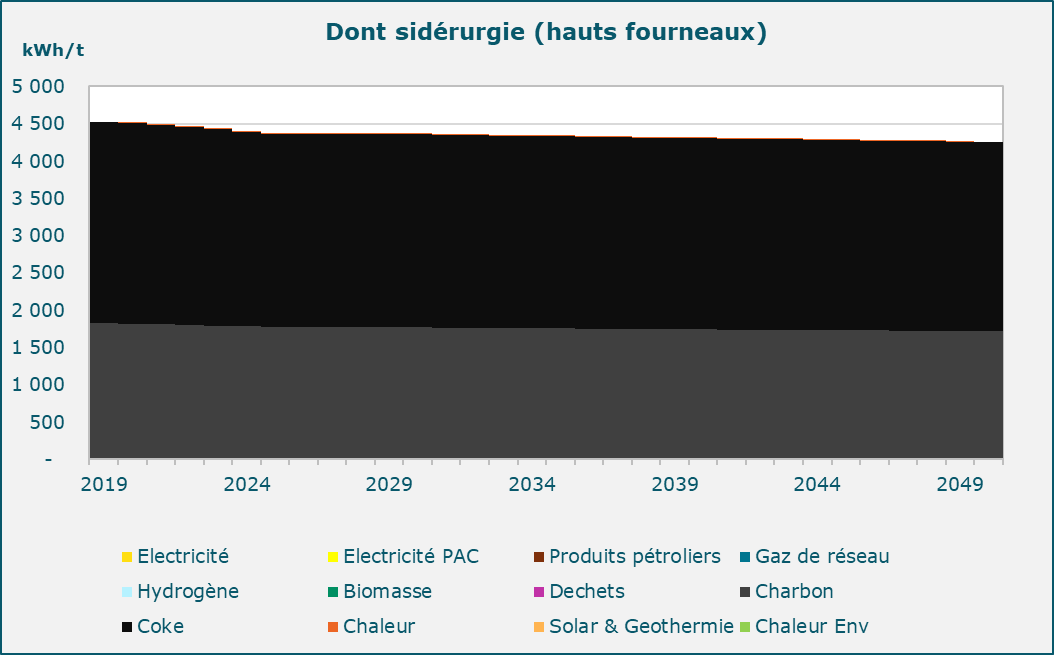 Dont sidérurgie (hauts fourneaux)
kWh/t
5 000
4 500
4 000
3 500
3 000
2 500
2 000
1 500
1 000
500
-
2019 2024 2029 2034 2039 2044 2049
Electricité Electricité PAC Produits pétroliers Gaz de réseau
Hydrogène Biomasse Dechets Charbon
Coke Chaleur Solar & Geothermie Chaleur Env